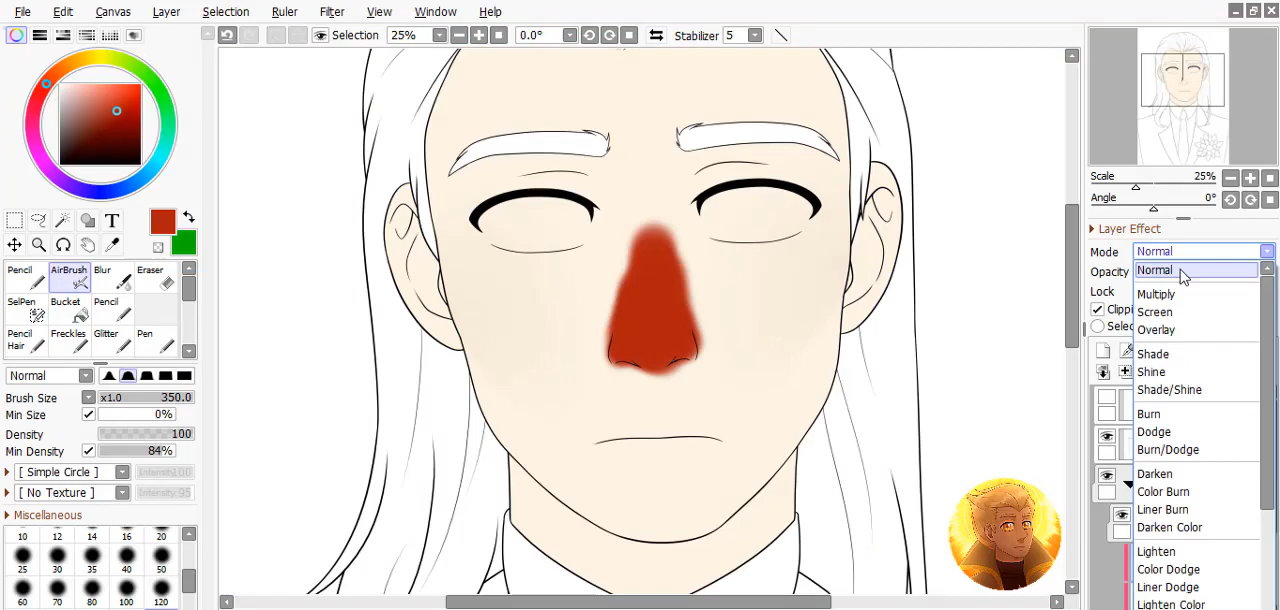 File Edit Canvas Layer Selection Ruler Filter View Window Help
Selection 25% 0.0° Stabilizer 5
T
Pencil AirBrush Blur Eraser
SelPen Bucket Pencil
Pencil Hair Freckles Glitter Pen
Normal
Brush Size x1.0 350.0
Min Size 0%
Density 100
Min Density 84%
[ Simple Circle ] Intensity 100
[ No Texture ] Intensity 95
Miscellaneous
10 12 14 16 20
25 30 35 40 50
60 70 80 100 120
Scale 25%
Angle 0°
Layer Effect
Mode Normal
Opacity
Lock
Normal
Multiply
Screen
Overlay
Shade
Shine
Shade/Shine
Burn
Dodge
Burn/Dodge
Darken
Color Burn
Liner Burn
Darken Color
Lighten
Color Dodge
Liner Dodge
Lighten Color